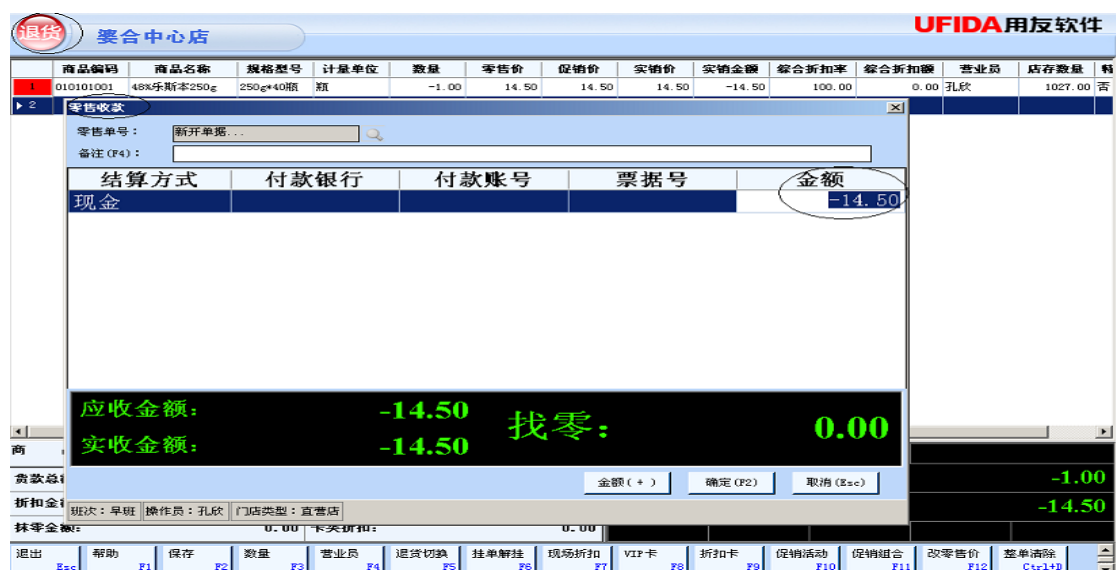 退货 婺合中心店 UFIDA用友软件
商品编码 商品名称 规格型号 计量单位 数量 零售价 促销价 实销价 实销金额 综合折扣率 综合折扣额 营业员 店存数量
1 010101001 48%乐斯本250g 250g*40瓶 瓶 -1.00 14.50 14.50 14.50 -14.50 100.00 0.00 孔欣 1027.00 否
2 零售收款
零售单号： 新开单据...
备注(F4)：
结算方式 付款银行 付款账号 票据号 金额
现金 -14.50
应收金额： -14.50 找零： 0.00
实收金额： -14.50
商
金额(+) 确定(F2) 取消(Esc)
货款总 -1.00
折扣金 -14.50
班次：早班 操作员：孔欣 门店类型：直营店
抹零金额： 0.00 卡类折扣： 0.00
退出 帮助 保存 数量 营业员 退货切换 挂单解挂 现场折扣 VIP卡 折扣卡 促销活动 促销组合 改零售价 整单清除
Esc F1 F2 F3 F4 F5 F6 F7 F8 F9 F10 F11 F12 Ctrl+D